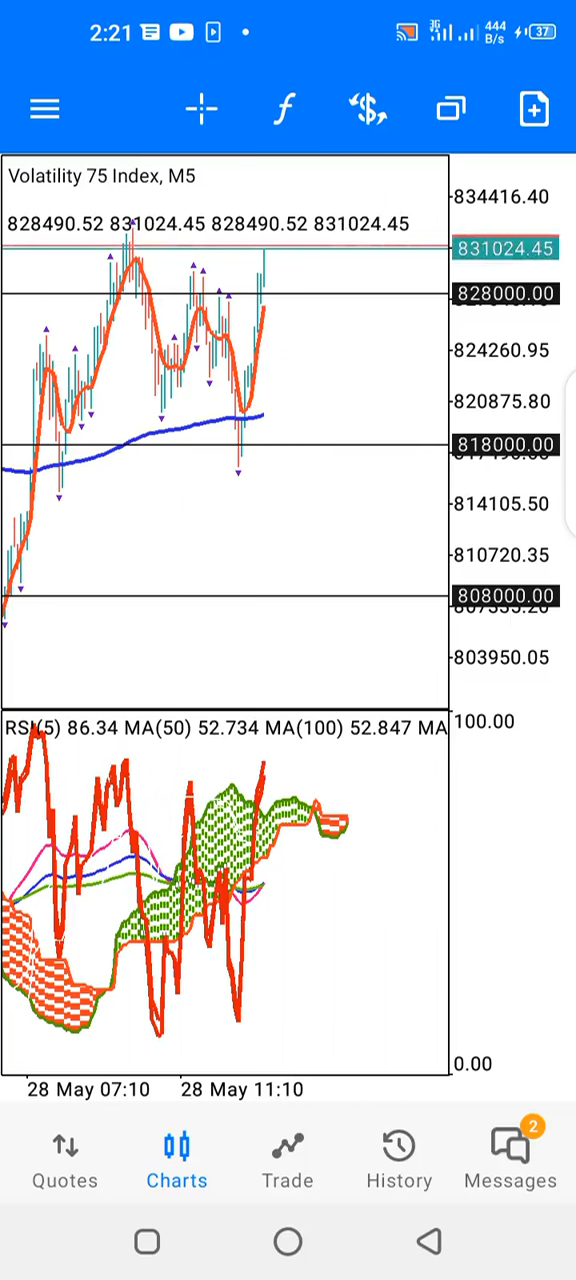 2:21
3G
444
B/s
37
Volatility 75 Index, M5
828490.52 831024.45 828490.52 831024.45
834416.40
831024.45
828000.00
824260.95
820875.80
818000.00
814105.50
810720.35
808000.00
803950.05
RSI(5) 86.34 MA(50) 52.734 MA(100) 52.847 MA
100.00
0.00
28 May 07:10
28 May 11:10
2
Quotes
Charts
Trade
History
Messages